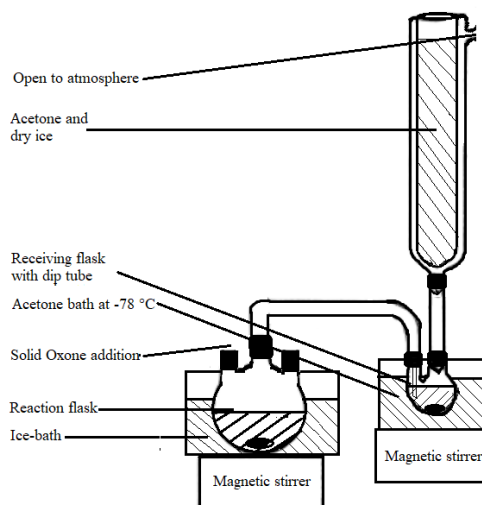 Open to atmosphere
Acetone and
dry ice
Receiving flask
with dip tube
Acetone bath at -78 °C
Solid Oxone addition
Reaction flask
Ice-bath
Magnetic stirrer
Magnetic stirrer